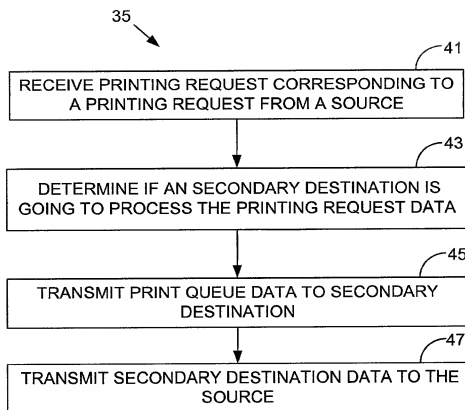 35
41
RECEIVE PRINTING REQUEST CORRESPONDING TO
A PRINTING REQUEST FROM A SOURCE
43
DETERMINE IF AN SECONDARY DESTINATION IS
GOING TO PROCESS THE PRINTING REQUEST DATA
45
TRANSMIT PRINT QUEUE DATA TO SECONDARY
DESTINATION
47
TRANSMIT SECONDARY DESTINATION DATA TO THE
SOURCE